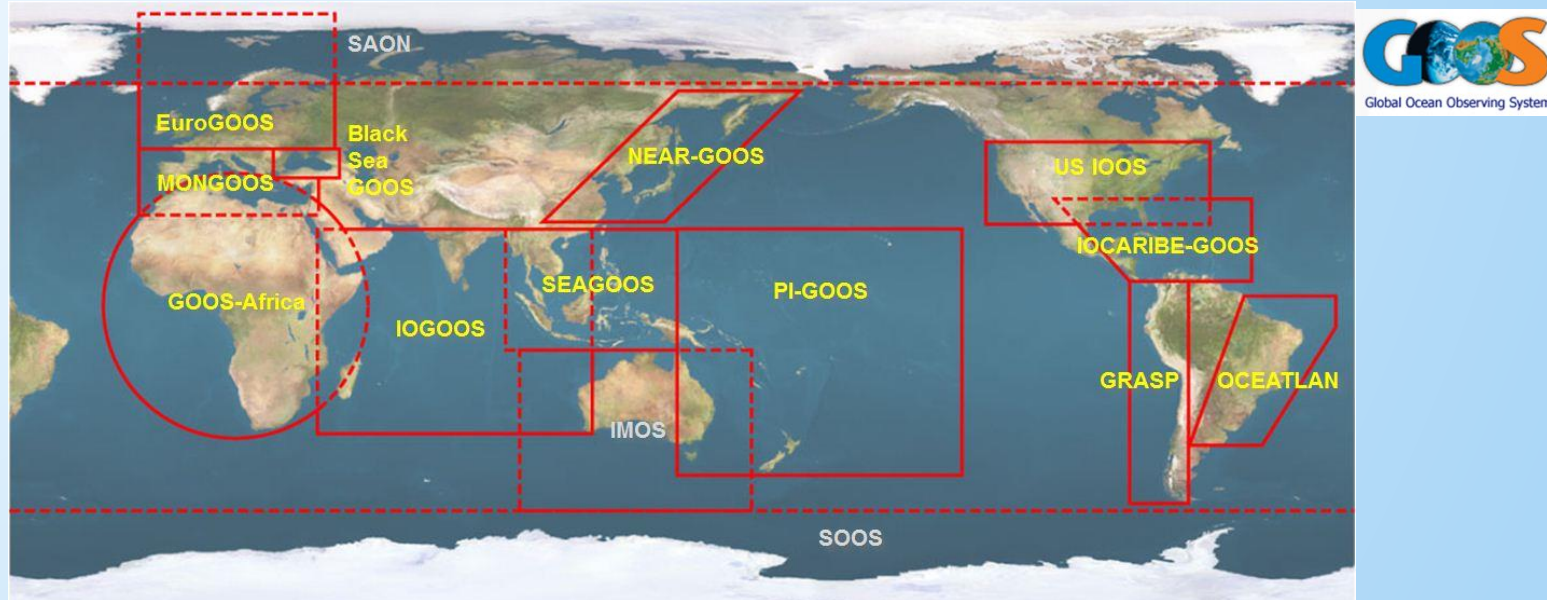 SAON
GOOS
Global Ocean Observing System
EuroGOOS
Black
Sea
GOOS
NEAR-GOOS
US IOOS
MONGOOS
IOCARIBE-GOOS
GOOS-Africa
SEAGOOS
PI-GOOS
IOGOOS
GRASP
OCEATLAN
IMOS
SOOS